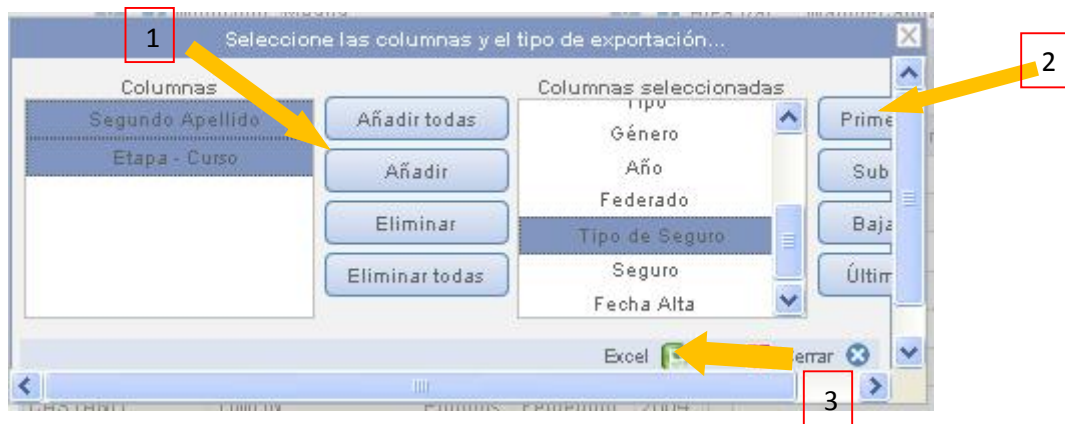 1
Seleccione las columnas y el tipo de exportación...
2
Columnas
Columnas seleccionadas
Segundo Apellido
Etapa - Curso
Añadir todas
Añadir
Eliminar
Eliminar todas
Tipo
Género
Año
Federado
Tipo de Seguro
Seguro
Fecha Alta
Prime
Sub
Baja
Últim
Excel
errar
3
2004